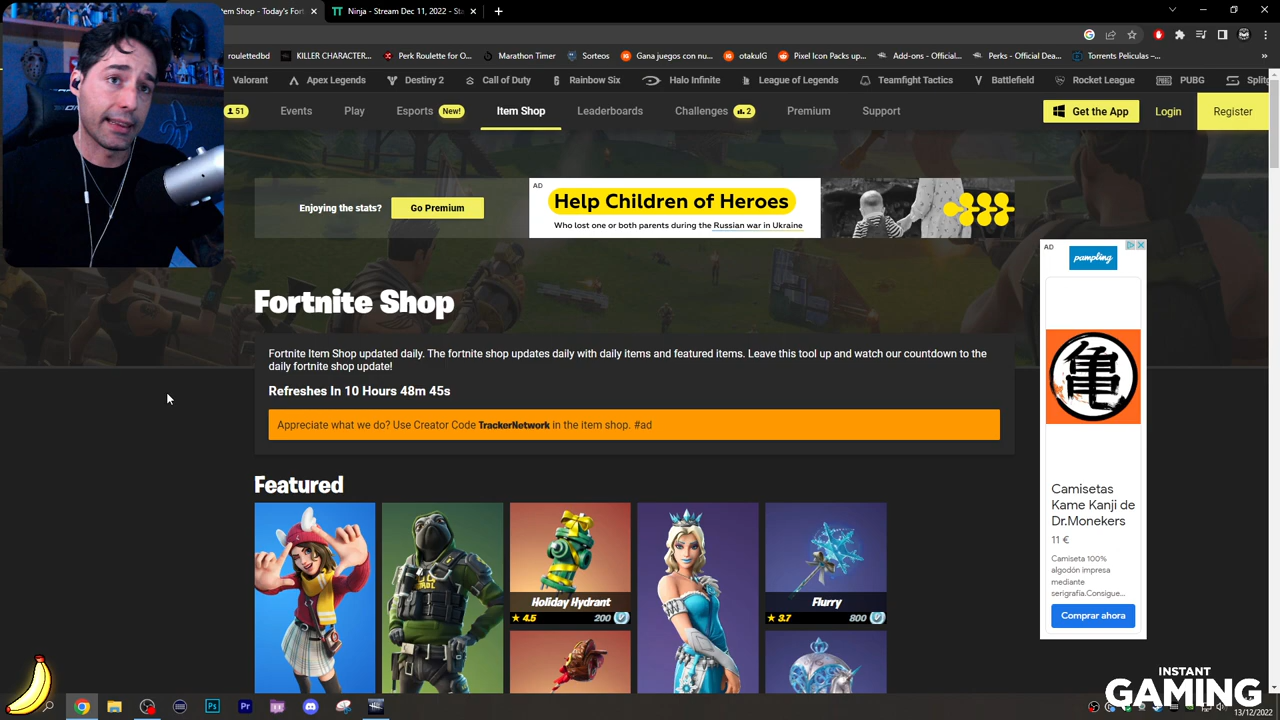 em Shop - Today's Fort
Ninja - Stream Dec 11, 2022 - Sta
roulettedbd
KILLER CHARACTER...
Perk Roulette For O...
Marathon Timer
Sorteos
Gana juegos con nu...
otakuIG
Pixel Icon Packs up...
Add-ons - Official...
Perks - Dead By D...
Torrents Peliculas -...
Valorant
Apex Legends
Destiny 2
Call of Duty
Rainbow Six
Halo Infinite
League of Legends
Teamfight Tactics
Battlefield
Rocket League
PUBG
Splitg
51
Events
Play
Esports New!
Item Shop
Leaderboards
Challenges 2
Premium
Support
Get the App
Login
Register
Enjoying the stats?
Go Premium
AD
Help Children of Heroes
Who lost one or both parents during the Russian war in Ukraine
Fortnite Shop
Fortnite Item Shop updated daily. The fortnite shop updates daily with daily items and featured items. Leave this tool up and watch our countdown to the
daily fortnite shop update!
Refreshes In 10 Hours 48m 45s
Appreciate what we do? Use Creator Code TrackerNetwork in the item shop. #ad
Featured
Holiday Hydrant
4.5 200
Flurry
3.7 800
AD
pampling
亀
Camisetas
Kame Kanji de
Dr.Monekers
11 €
Camiseta 100%
algodón impresa
mediante
serigrafía.Consigue...
Comprar ahora
INSTANT
GAMING
13/12/2022